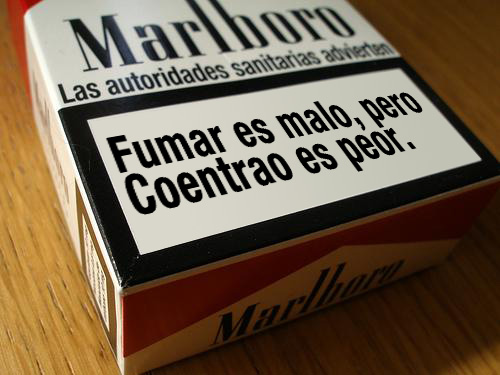 Marlboro
Las autoridades sanitarias advierten
Fumar es malo, pero
Coentrao es peor.
Marlboro